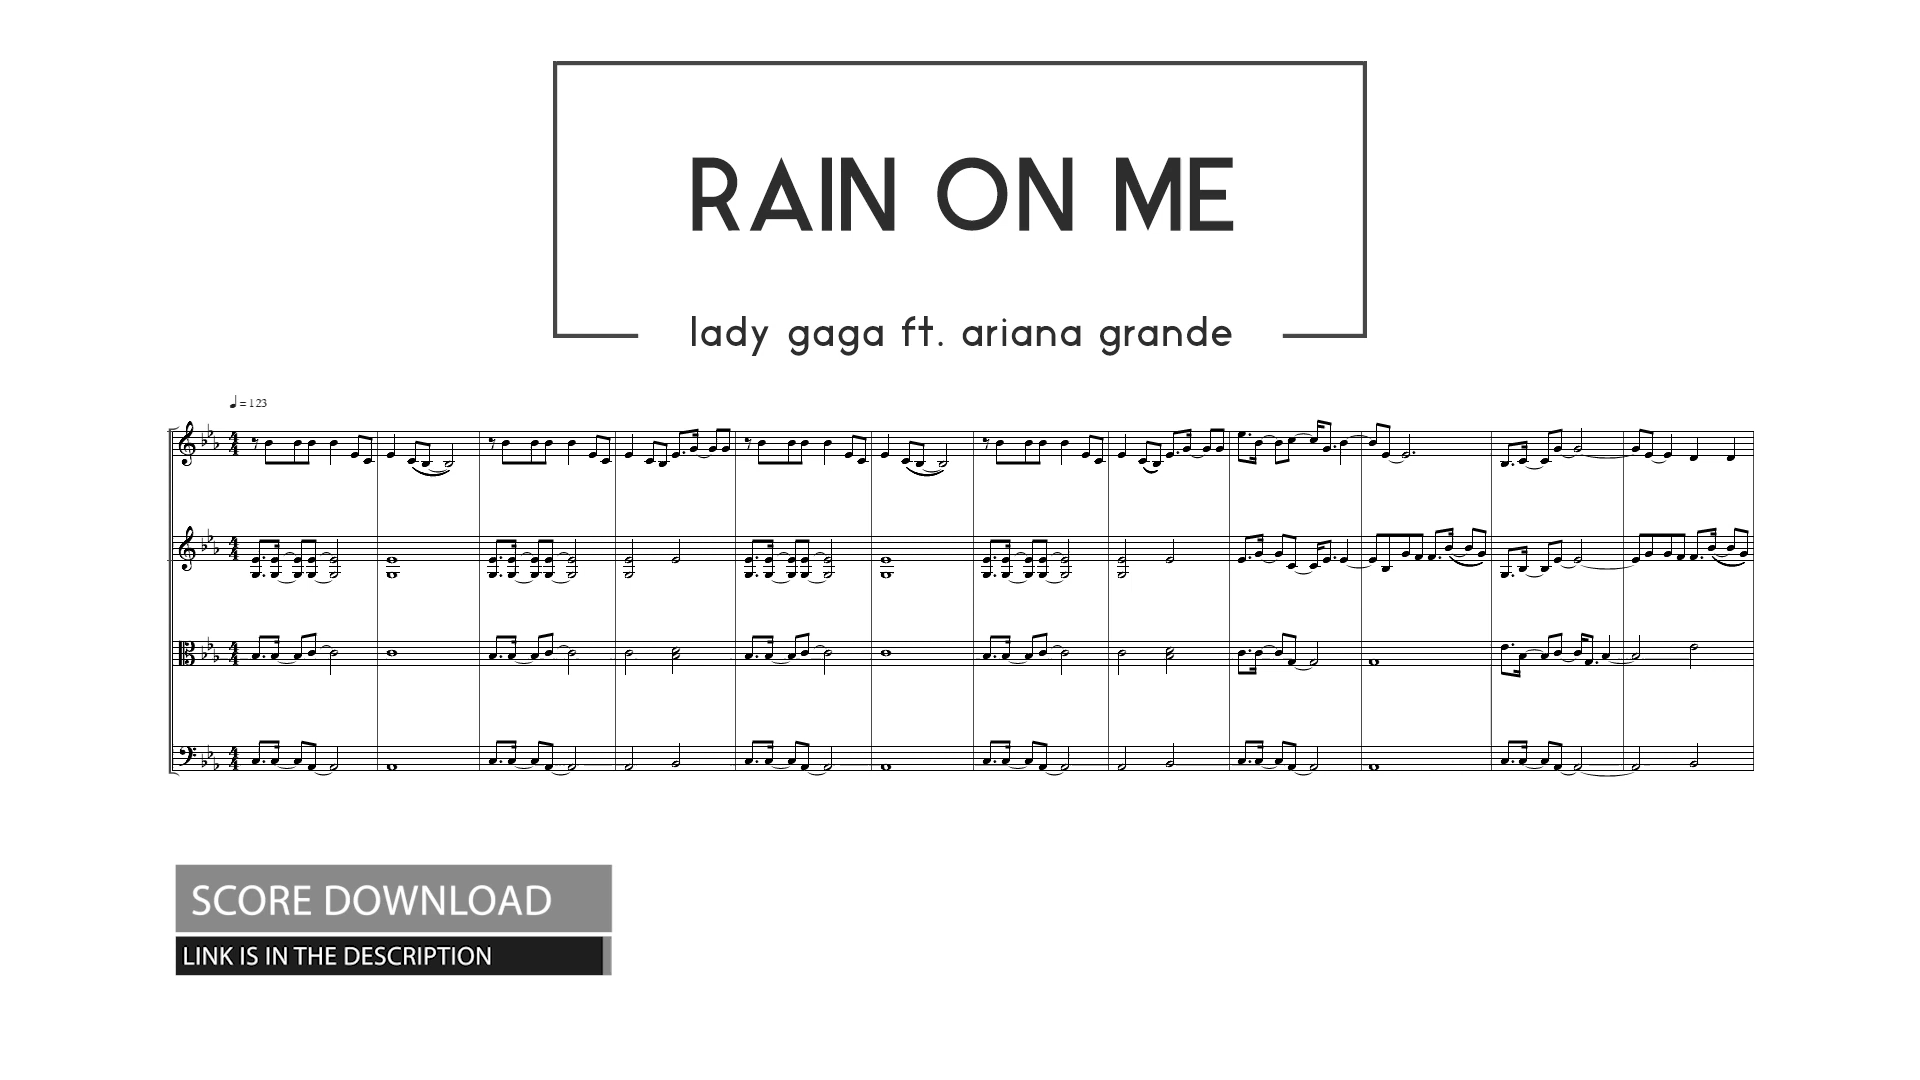 RAIN ON ME
lady gaga ft. ariana grande
♩ = 123
SCORE DOWNLOAD
LINK IS IN THE DESCRIPTION